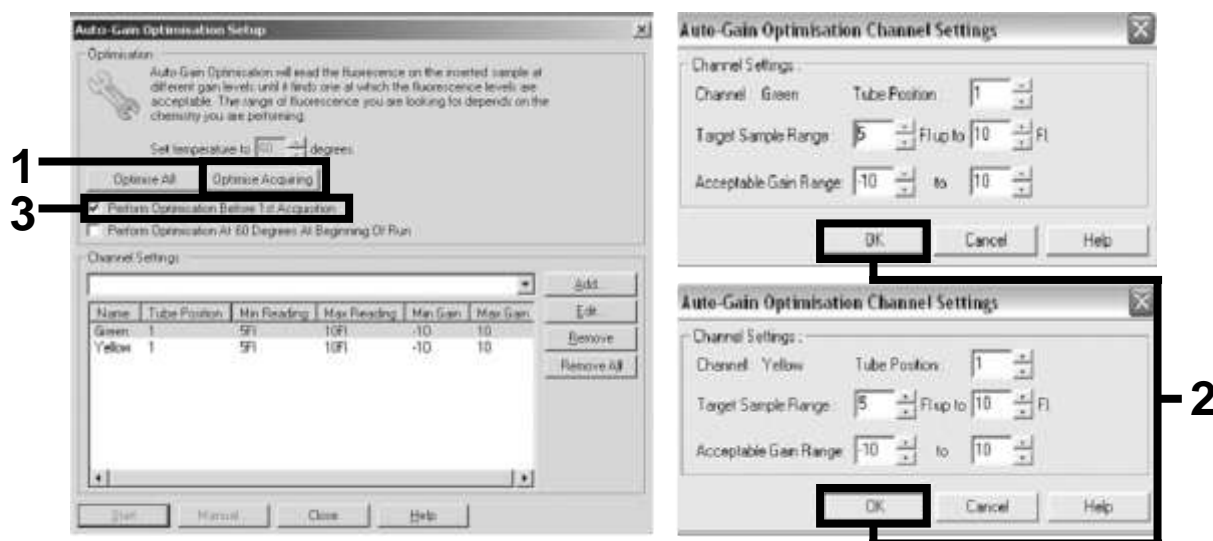 Auto-Gain Optimisation Setup
Optimisation
Auto-Gain Optimisation will read the fluorescence on the inserted sample at
different gain levels until it finds one at which the fluorescence levels are
acceptable. The range of fluorescence you are looking for depends on the
chemistry you are performing.
Set temperature to 60 degrees
1
Optimise All Optimise Acquiring
3
Perform Optimisation Before 1st Acquisition
Perform Optimisation At 60 Degrees At Beginning Of Run
Channel Settings
Add...
Name Tube Position Min Reading Max Reading Min Gain Max Gain
Green 1 5Fl 10Fl -10 10
Yellow 1 5Fl 10Fl -10 10
Edit...
Remove
Remove All
Start Manual... Close Help
Auto-Gain Optimisation Channel Settings
Channel Settings :
Channel : Green Tube Position : 1
Target Sample Range : 5 Fl up to 10 Fl
Acceptable Gain Range: -10 to 10
OK Cancel Help
Auto-Gain Optimisation Channel Settings
Channel Settings :
Channel : Yellow Tube Position : 1
Target Sample Range : 5 Fl up to 10 Fl
Acceptable Gain Range: -10 to 10
OK Cancel Help
2